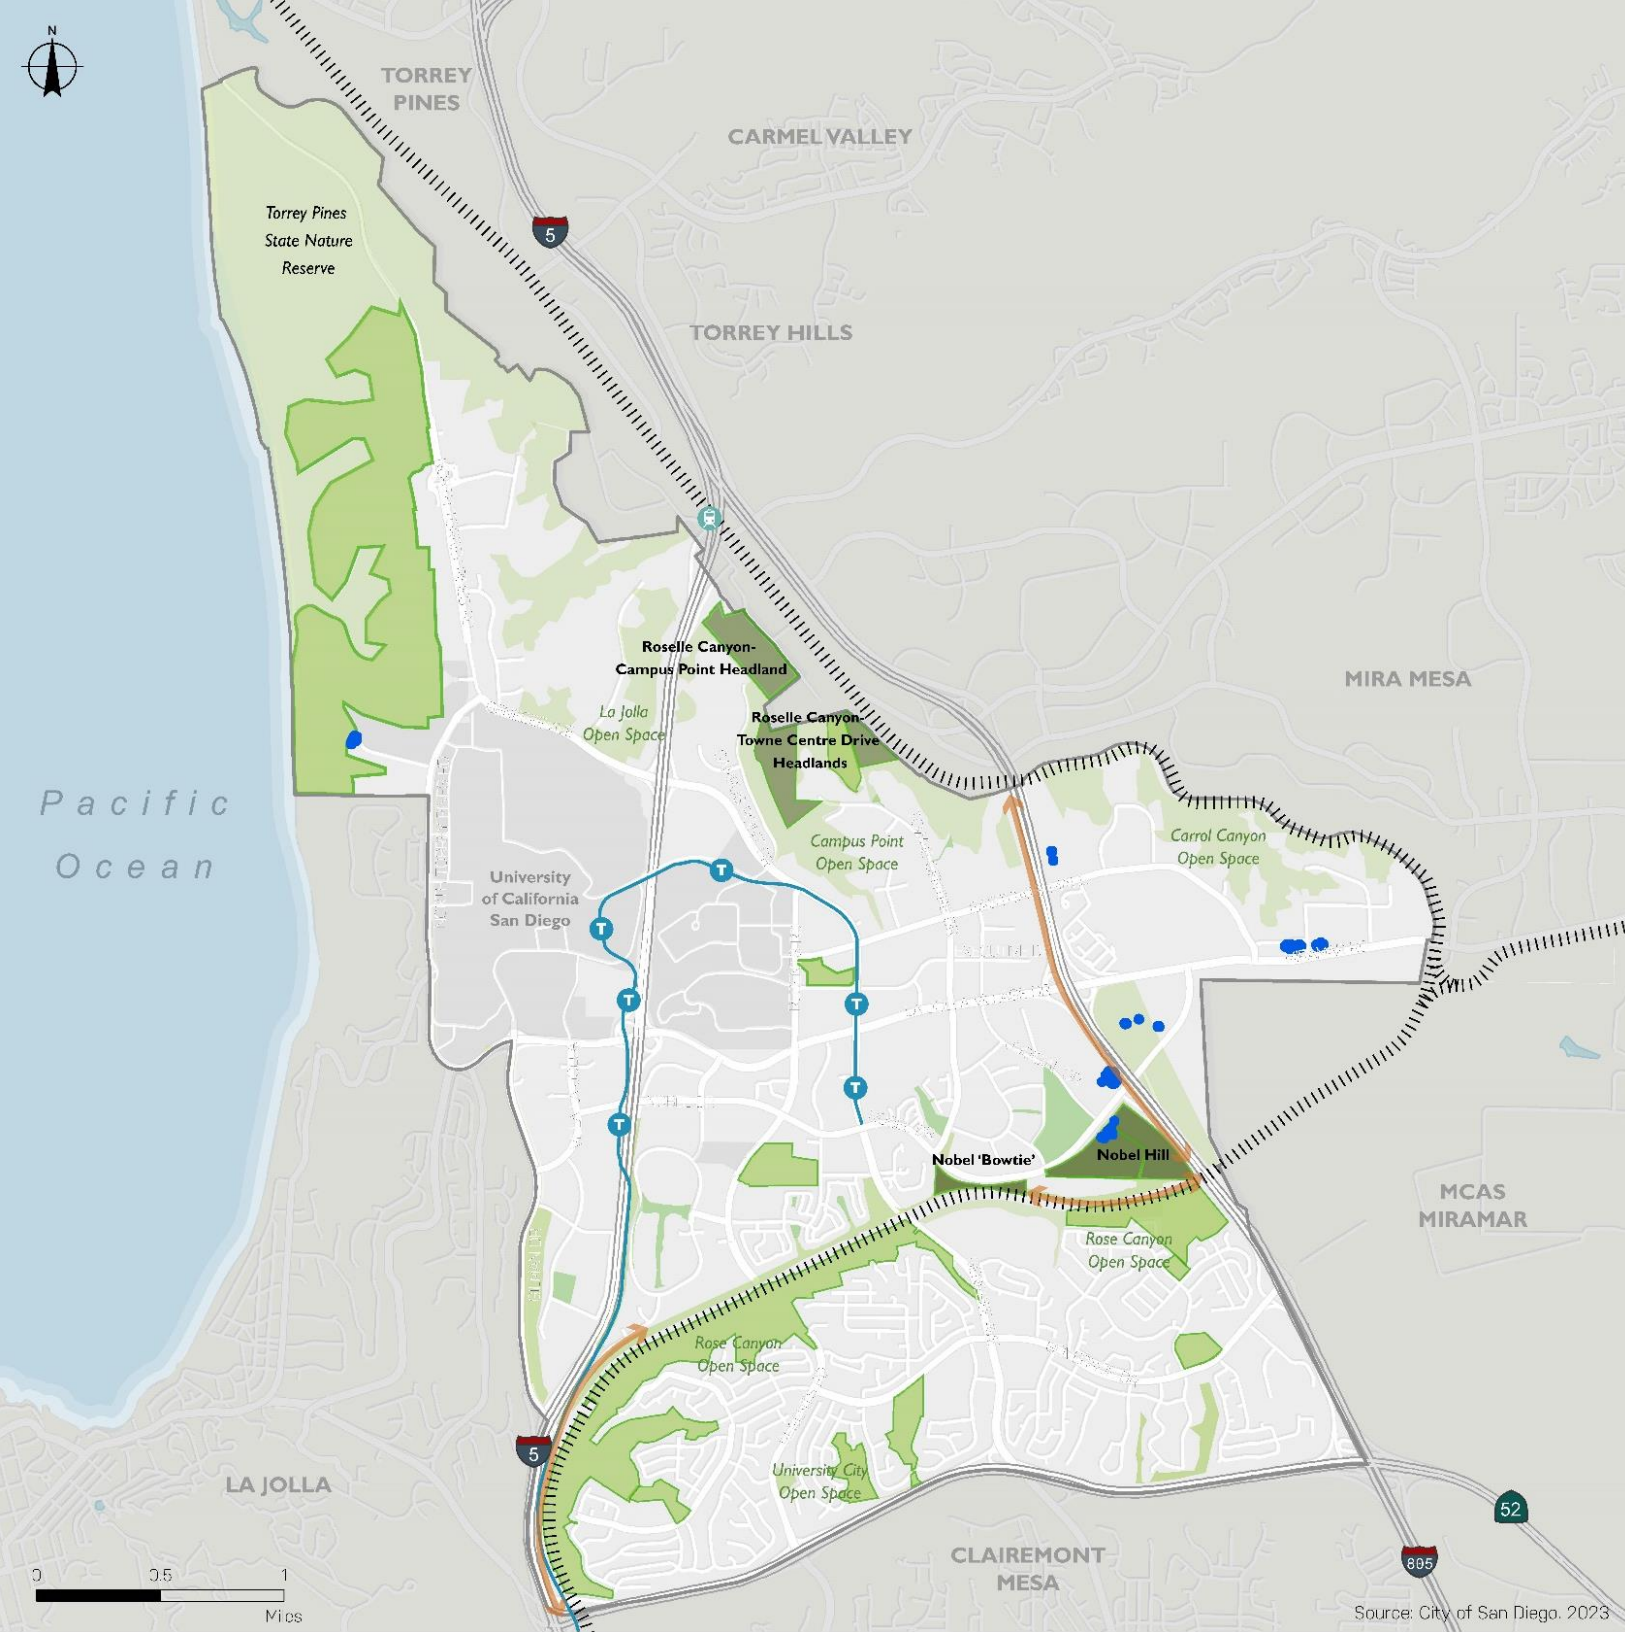 N
TORREY
PINES
CARMEL VALLEY
Torrey Pines
State Nature
Reserve
5
TORREY HILLS
Roselle Canyon-
Campus Point Headland
MIRA MESA
La Jolla
Open Space
Roselle Canyon-
Towne Centre Drive
Headlands
Pacific
Ocean
Campus Point
Open Space
Carrol Canyon
Open Space
University
of California
San Diego
T
T
T
T
T
T
Nobel 'Bowtie'
Nobel Hill
MCAS
MIRAMAR
Rose Canyon
Open Space
Rose Canyon
Open Space
5
LA JOLLA
University City
Open Space
52
CLAIREMONT
MESA
805
0 0.5 1
Miles
Source: City of San Diego. 2023